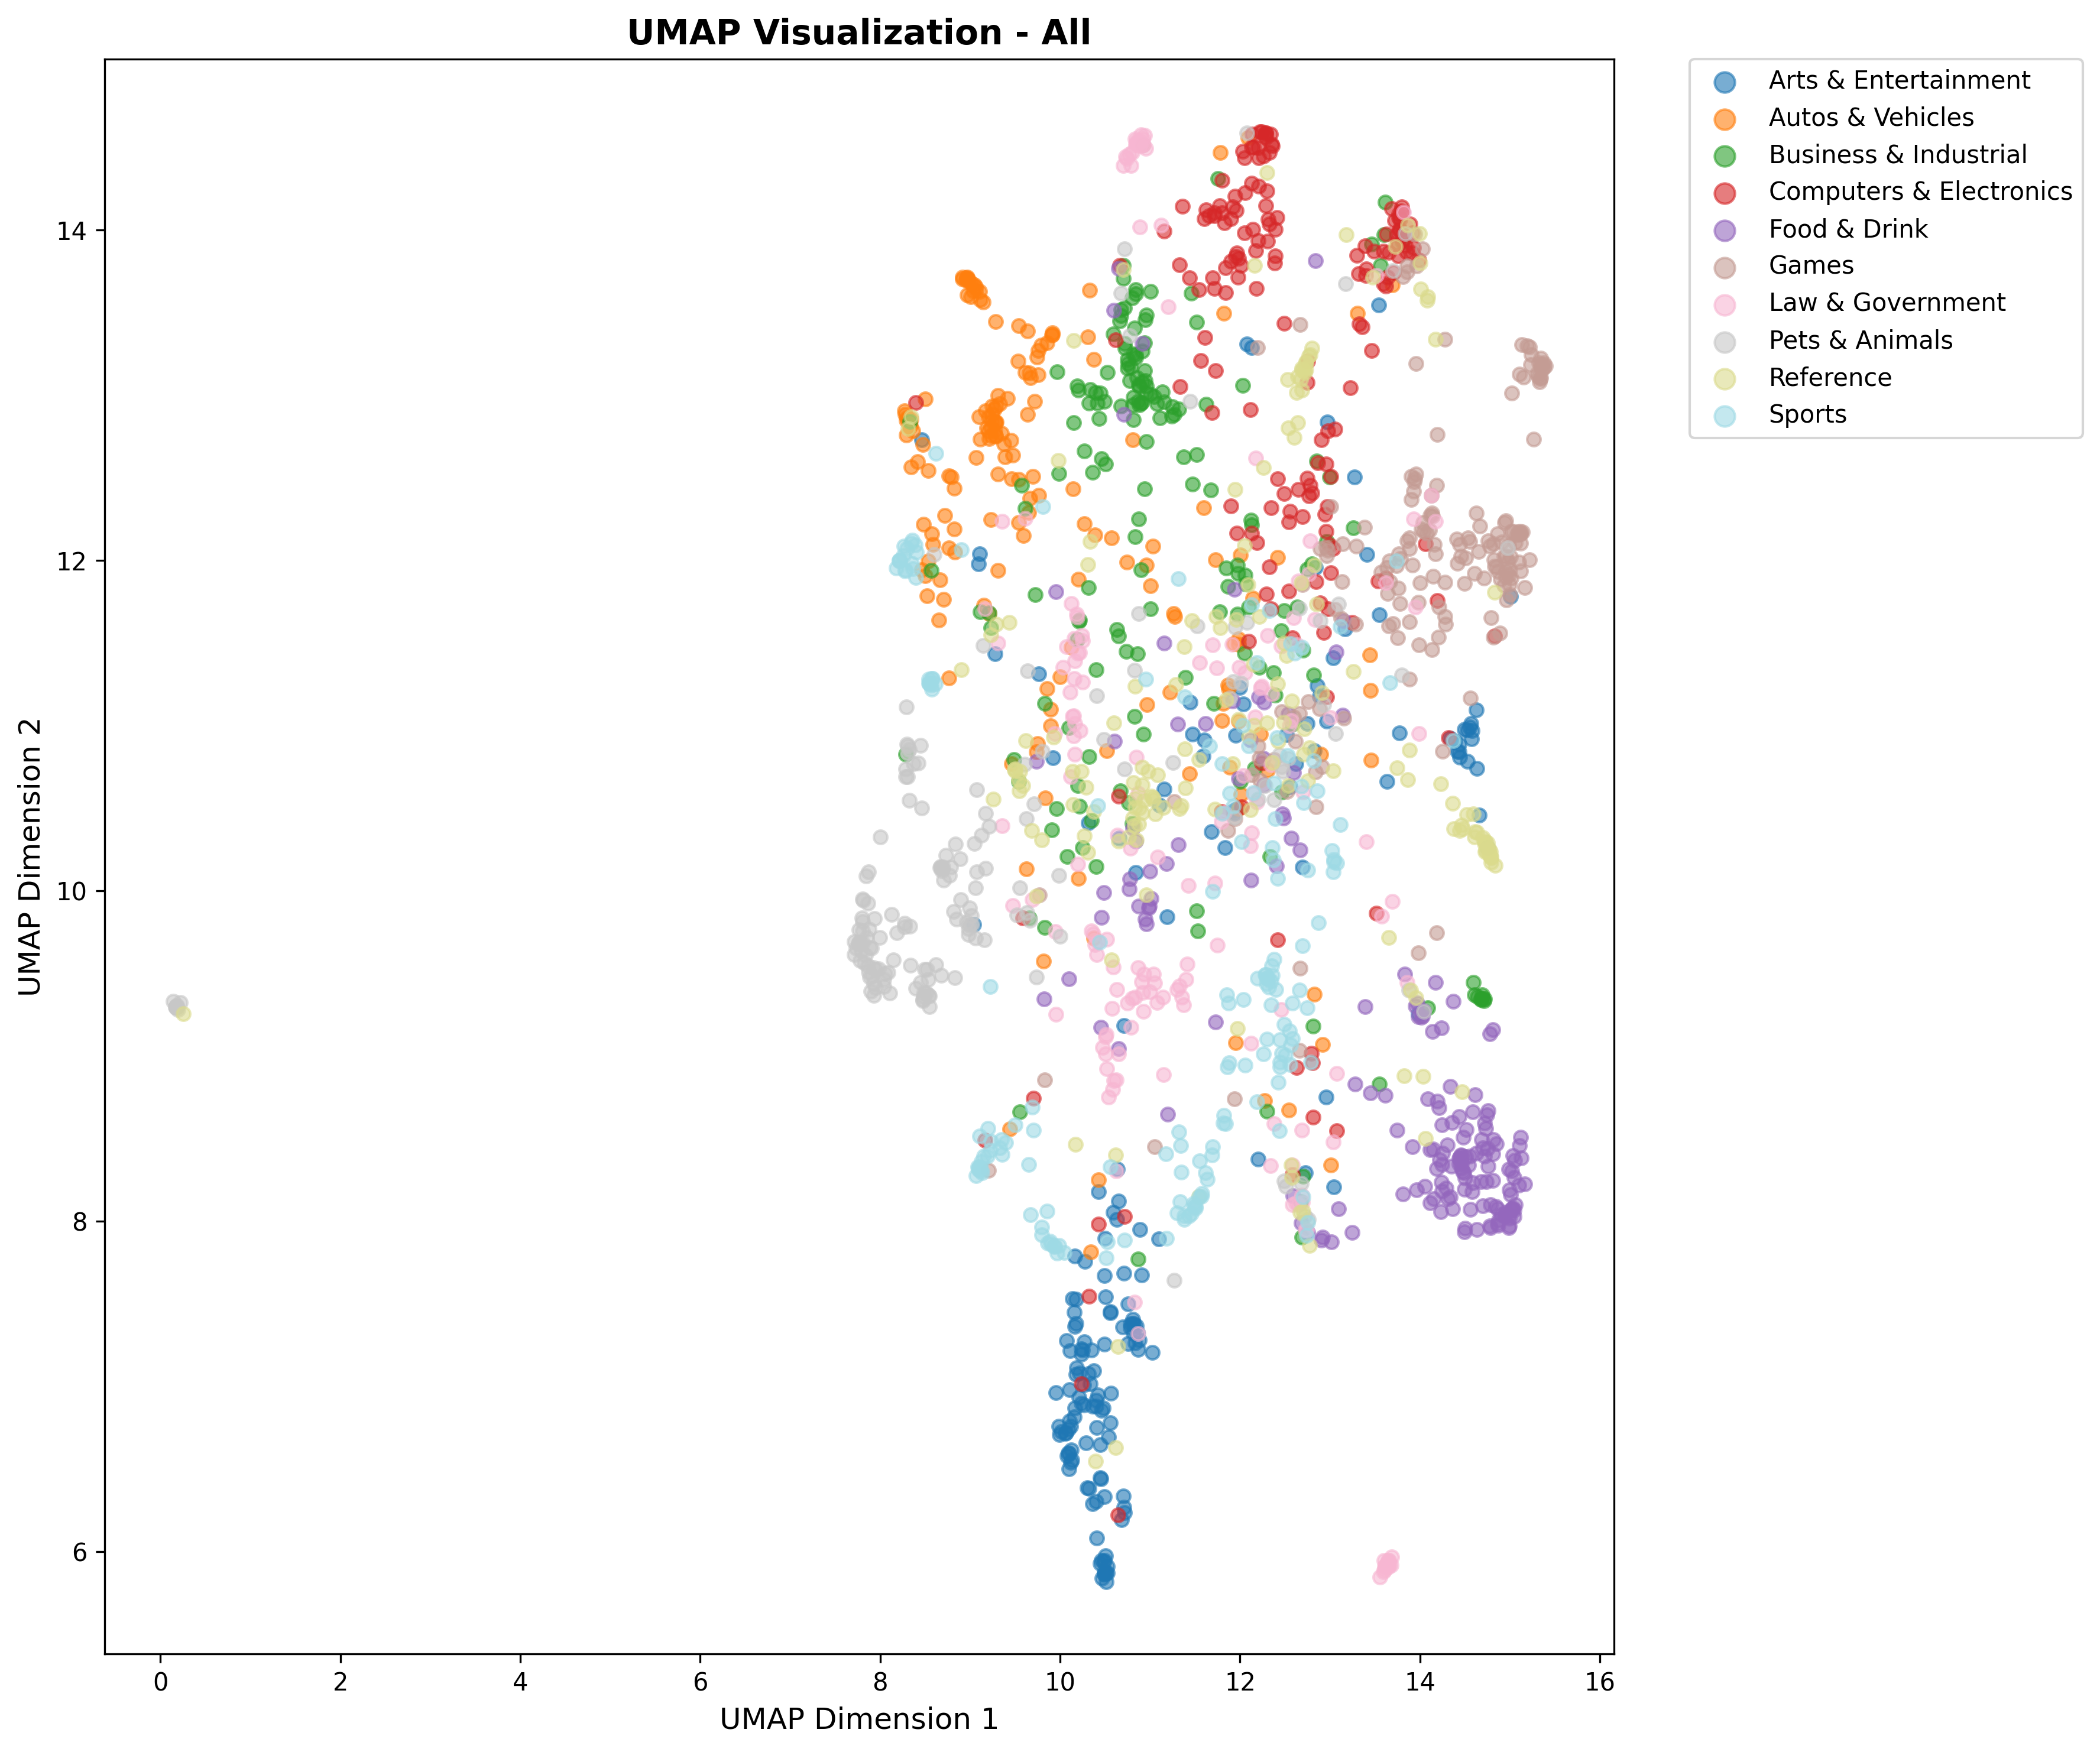 UMAP Visualization - All
Arts & Entertainment
Autos & Vehicles
Business & Industrial
Computers & Electronics
Food & Drink
Games
Law & Government
Pets & Animals
Reference
Sports
UMAP Dimension 2
14
12
10
8
6
0 2 4 6 8 10 12 14 16
UMAP Dimension 1